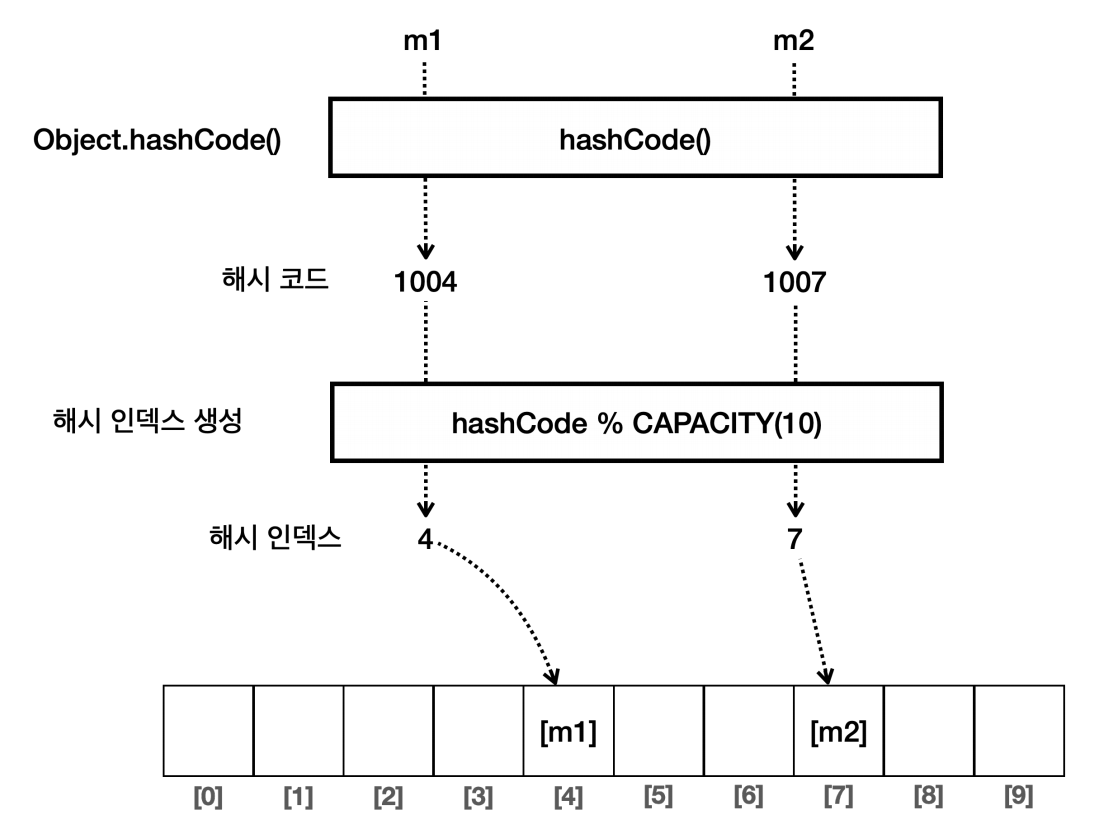 m1 m2
Object.hashCode() hashCode()
해시 코드 1004 1007
해시 인덱스 생성 hashCode % CAPACITY(10)
해시 인덱스 4 7
[m1] [m2]
[0] [1] [2] [3] [4] [5] [6] [7] [8] [9]